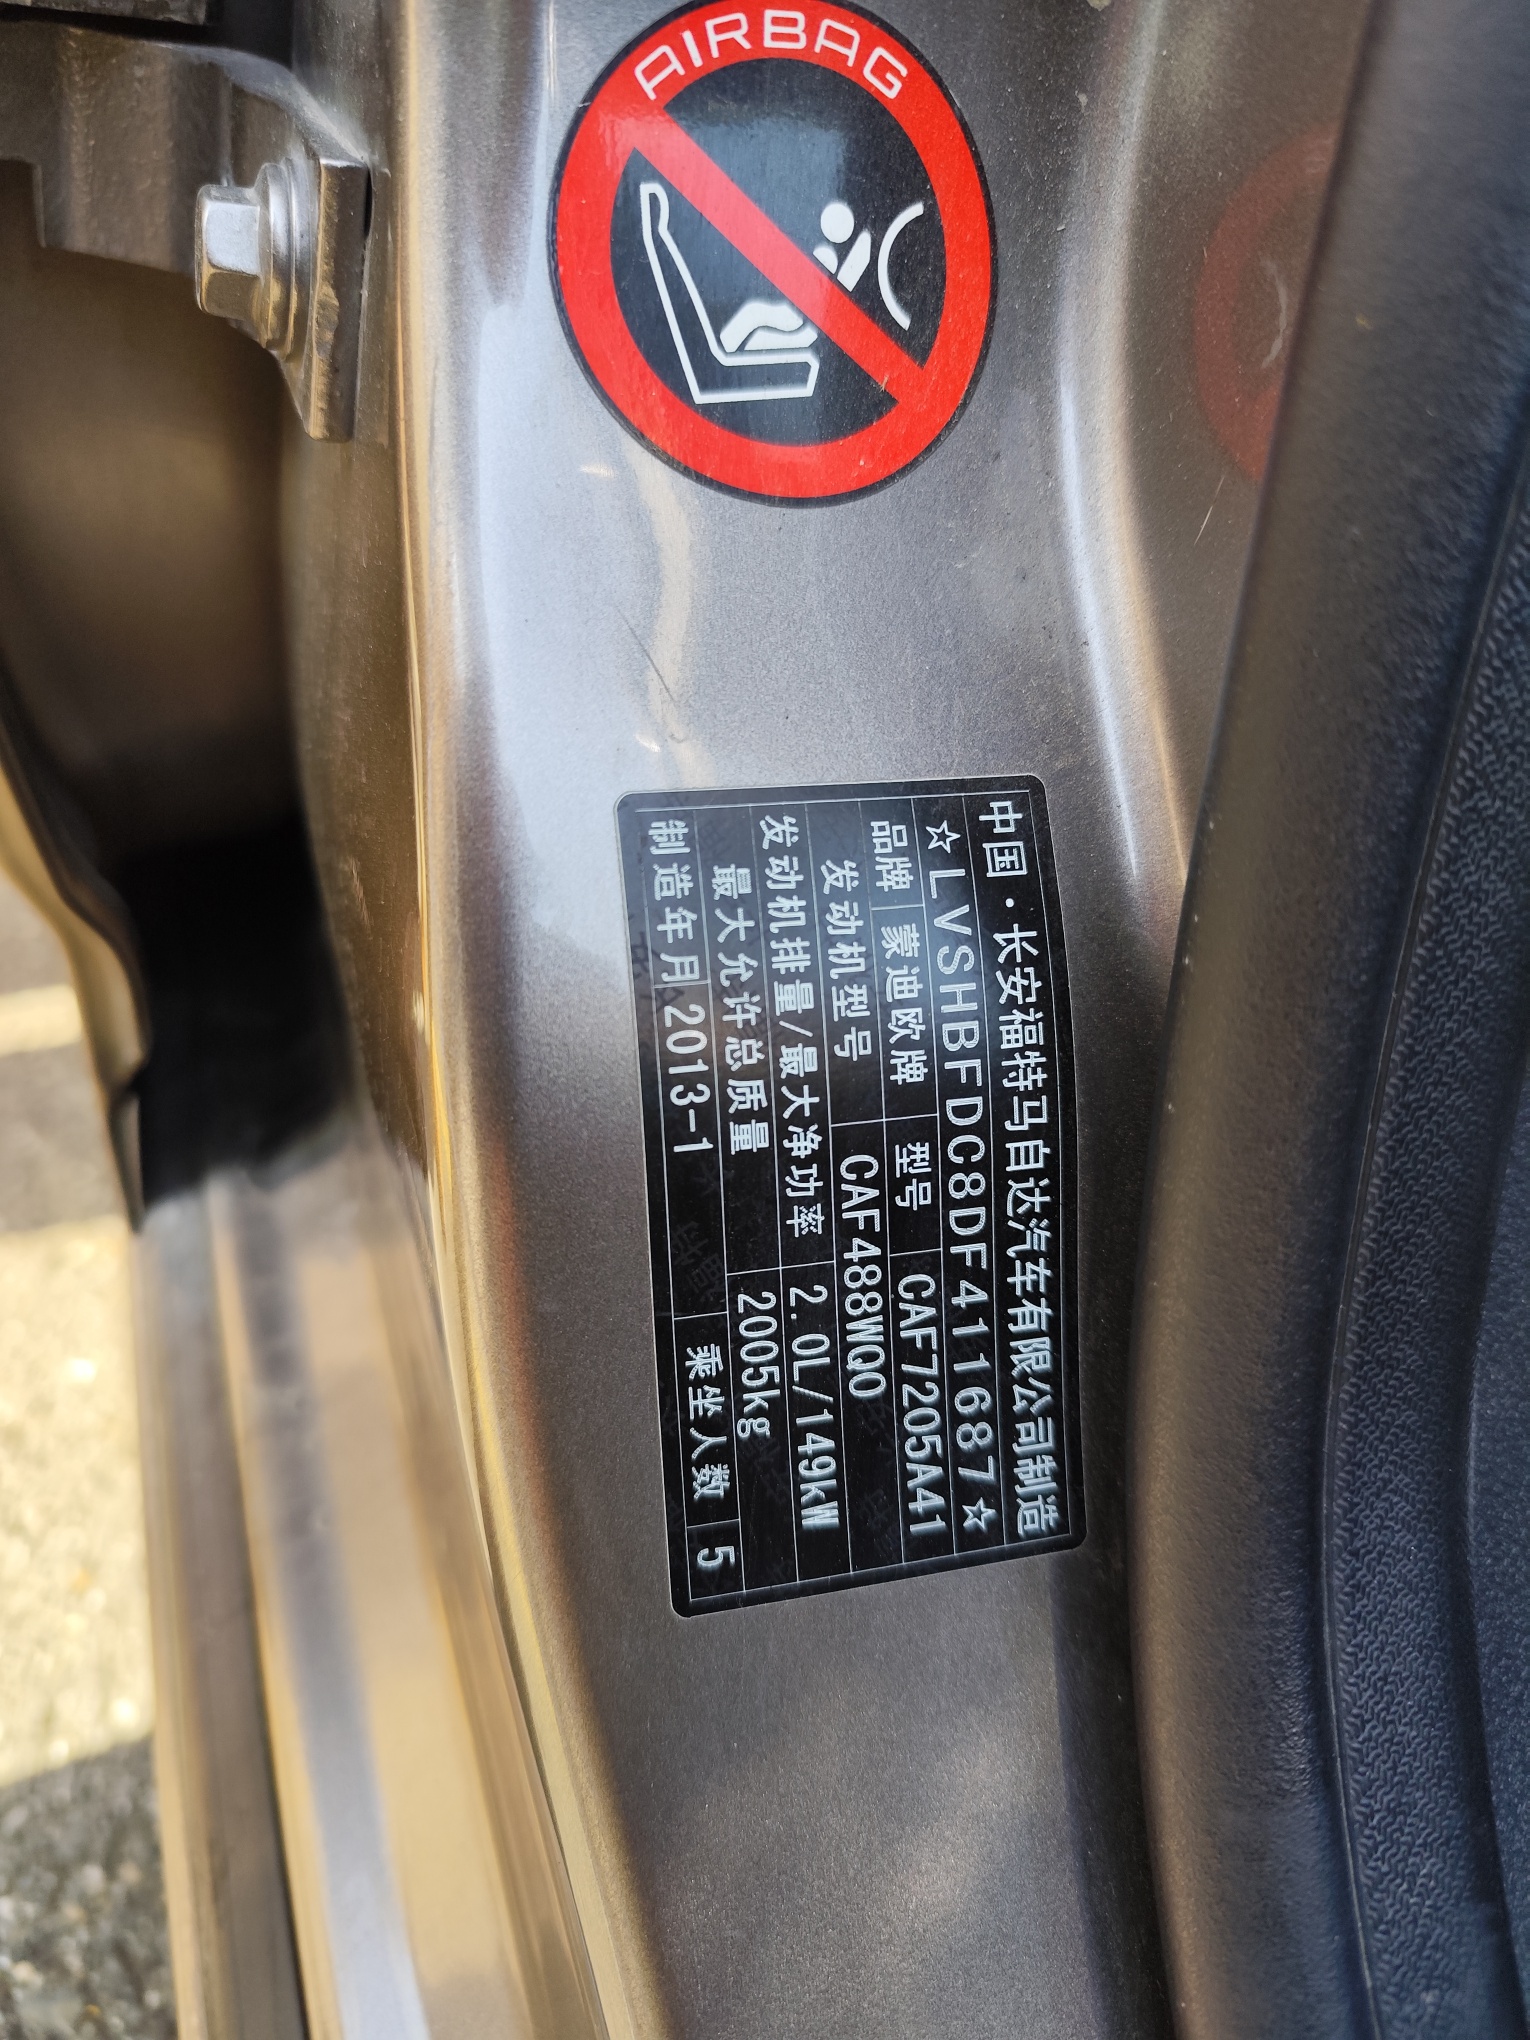 AIRBAG
中国·长安福特马自达汽车有限公司制造
☆LVSHBFDC8DF411687☆
品牌 蒙迪欧牌 型号 CAF7205A41
发动机型号 CAF488WQ0
发动机排量/最大净功率 2.0L/149kW
最大允许总质量 2005kg
制造年月 2013-1 乘坐人数 5